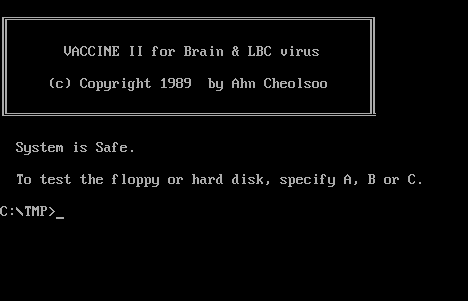 VACCINE II for Brain & LBC virus
(c) Copyright 1989  by Ahn Cheolsoo
System is Safe.
To test the floppy or hard disk, specify A, B or C.
C:\TMP>_